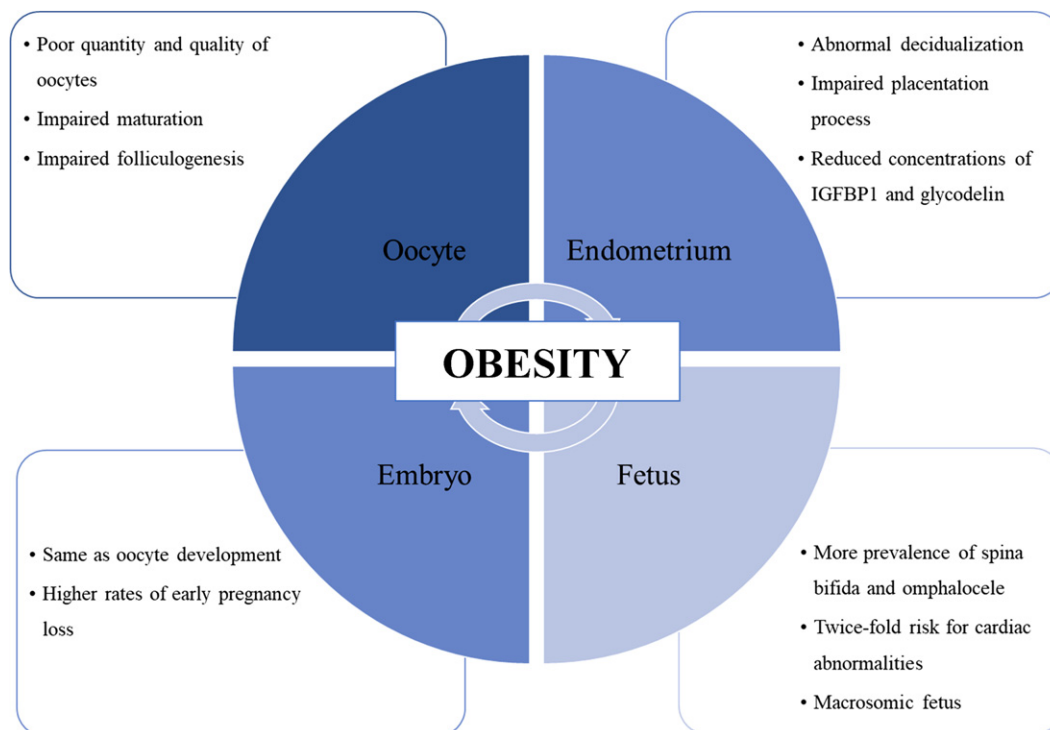 • Poor quantity and quality of
oocytes
• Impaired maturation
• Impaired folliculogenesis
• Abnormal decidualization
• Impaired placentation
process
• Reduced concentrations of
IGFBP1 and glycodelin
Oocyte
Endometrium
OBESITY
Embryo
Fetus
• Same as oocyte development
• Higher rates of early pregnancy
loss
• More prevalence of spina
bifida and omphalocele
• Twice-fold risk for cardiac
abnormalities
• Macrosomic fetus